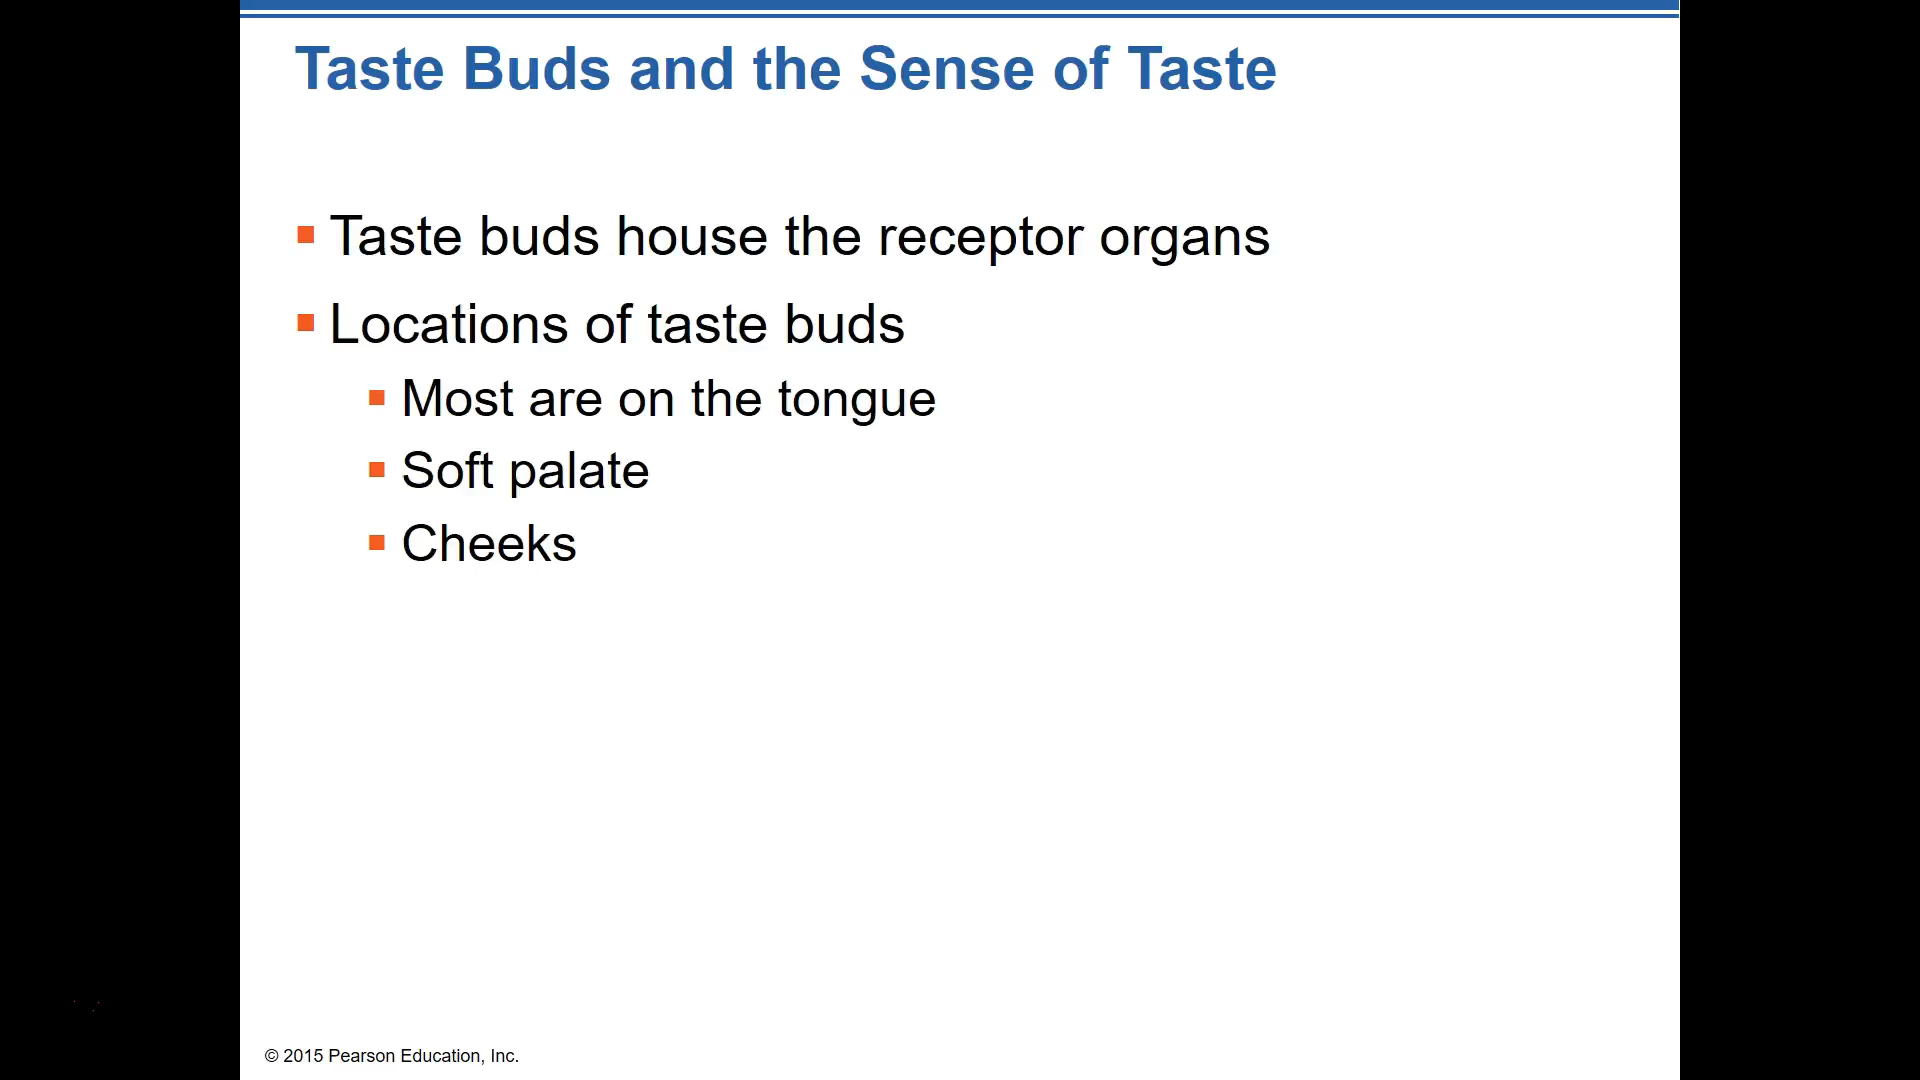 Taste Buds and the Sense of Taste
Taste buds house the receptor organs
Locations of taste buds
Most are on the tongue
Soft palate
Cheeks
© 2015 Pearson Education, Inc.